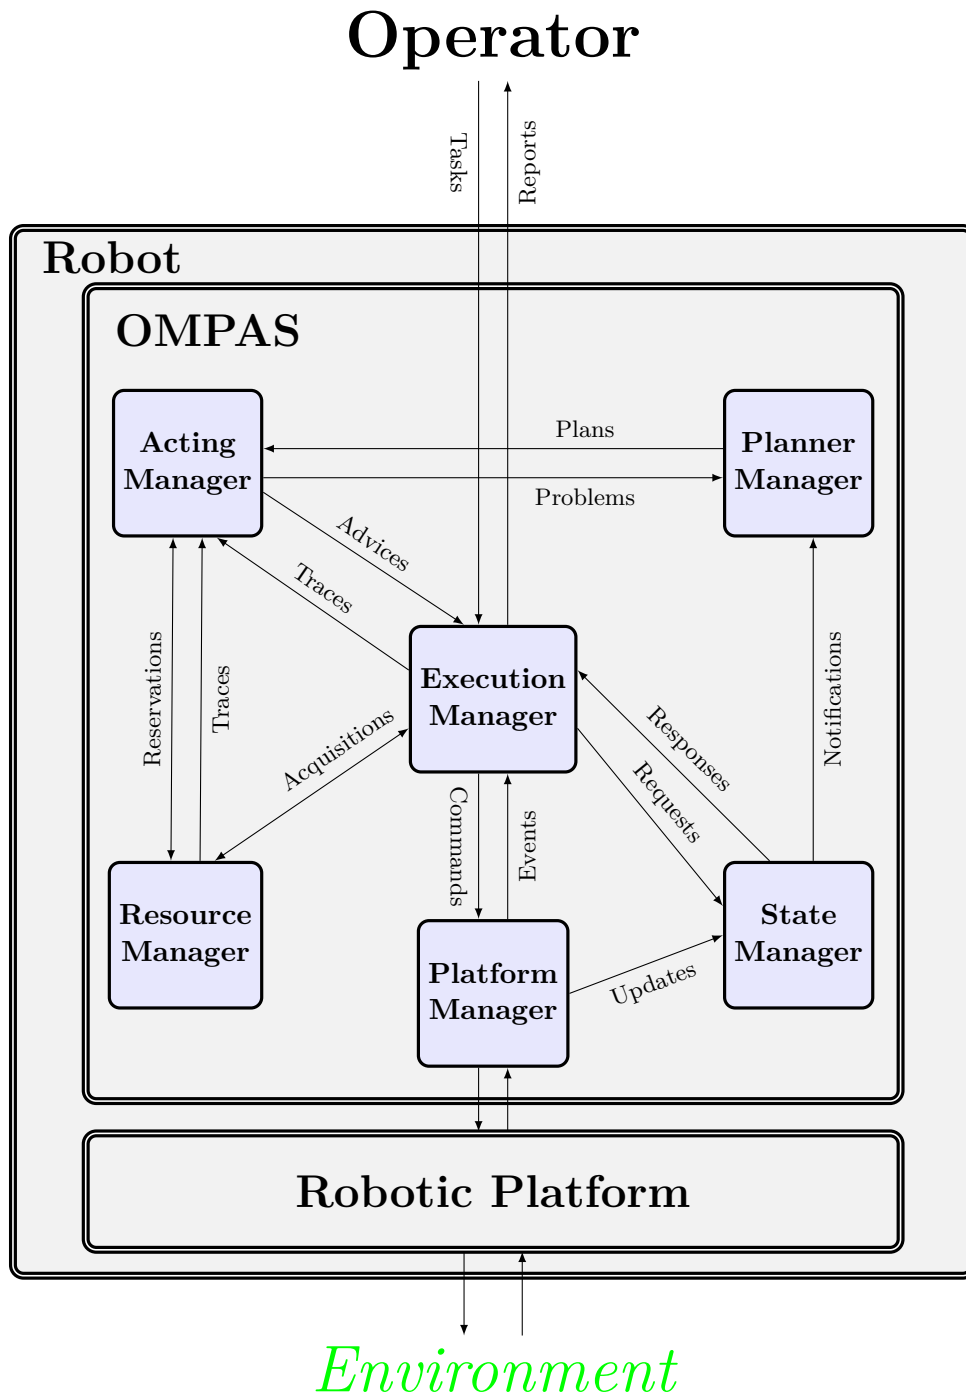 Operator
Tasks
Reports
Robot
OMPAS
Acting
Manager
Plans
Problems
Planner
Manager
Advices
Traces
Reservations
Traces
Execution
Manager
Acquisitions
Responses
Requests
Notifications
Commands
Events
Resource
Manager
Platform
Manager
Updates
State
Manager
Robotic Platform
Environment